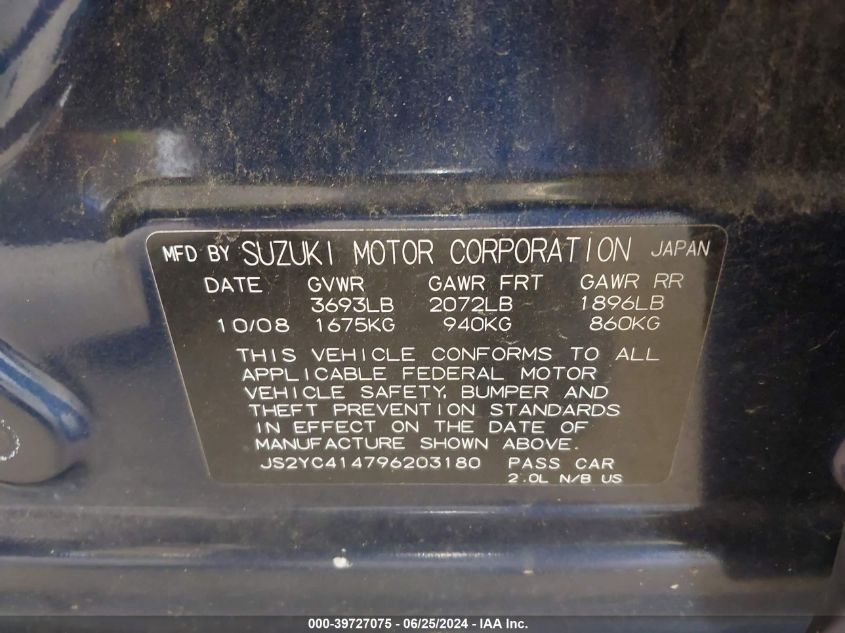 MFD BY SUZUKI MOTOR CORPORATION JAPAN
DATE GVWR GAWR FRT GAWR RR
3693LB 2072LB 1896LB
10/08 1675KG 940KG 860KG
THIS VEHICLE CONFORMS TO ALL
APPLICABLE FEDERAL MOTOR
VEHICLE SAFETY, BUMPER AND
THEFT PREVENTION STANDARDS
IN EFFECT ON THE DATE OF
MANUFACTURE SHOWN ABOVE.
JS2YC414796203180 PASS CAR
2.0L N/B US
000-39727075 - 06/25/2024 - IAA Inc.